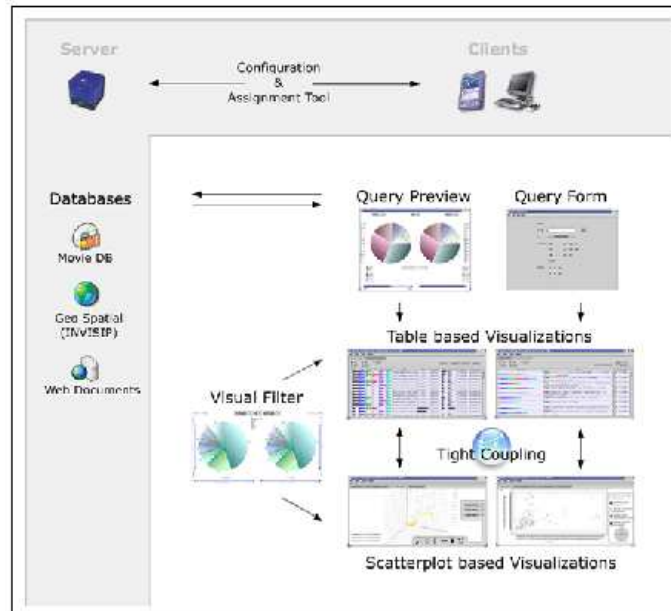 Server
Clients
Configuration
&
Assignment Tool
Databases
Query Preview
Query Form
Movie DB
Geo Spatial
(INVISIP)
Table based Visualizations
Web Documents
Visual Filter
Tight Coupling
Scatterplot based Visualizations